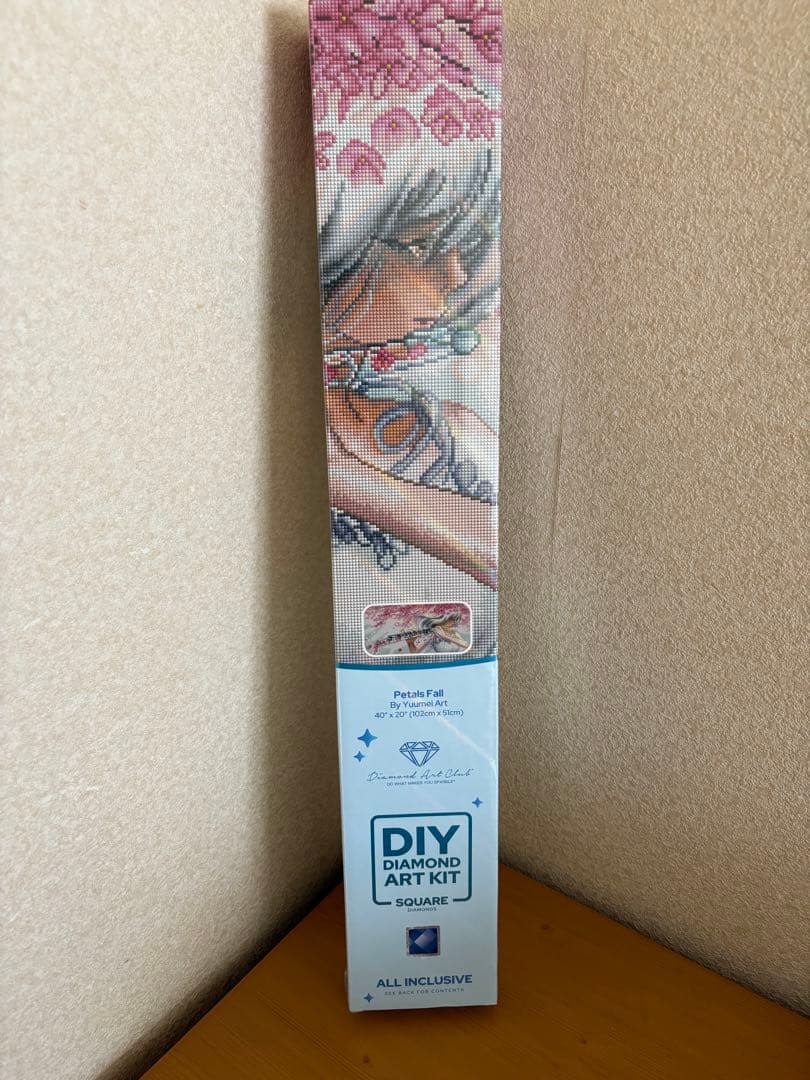 Petals Fall
By Yuumei Art
40" x 20" (102cm x 51cm)
Diamond Art Club
DO WHAT MAKES YOU SPARKLE
DIY
DIAMOND
ART KIT
SQUARE
DIAMONDS
ALL INCLUSIVE
SEE BACK FOR CONTENTS